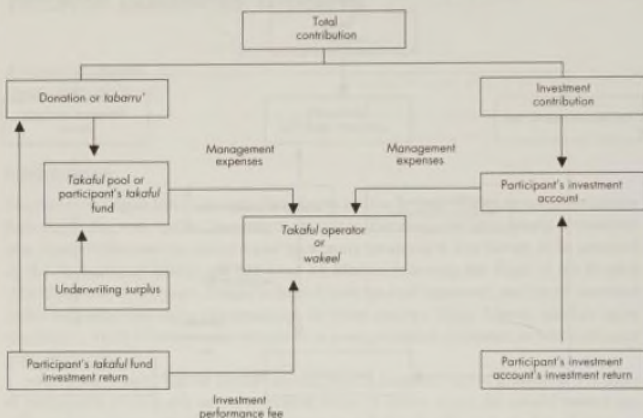 Total
contribution
Donation or tabarru'
Investment
contribution
Management
expenses
Management
expenses
Takaful pool or
participant's takaful
fund
Participant's investment
account
Takaful operator
or
wakeel
Underwriting surplus
Participant's takaful fund
investment return
Participant's investment
account's investment return
Investment
performance fee